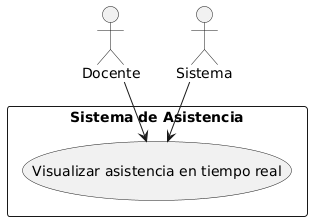 Docente
Sistema
Sistema de Asistencia
Visualizar asistencia en tiempo real